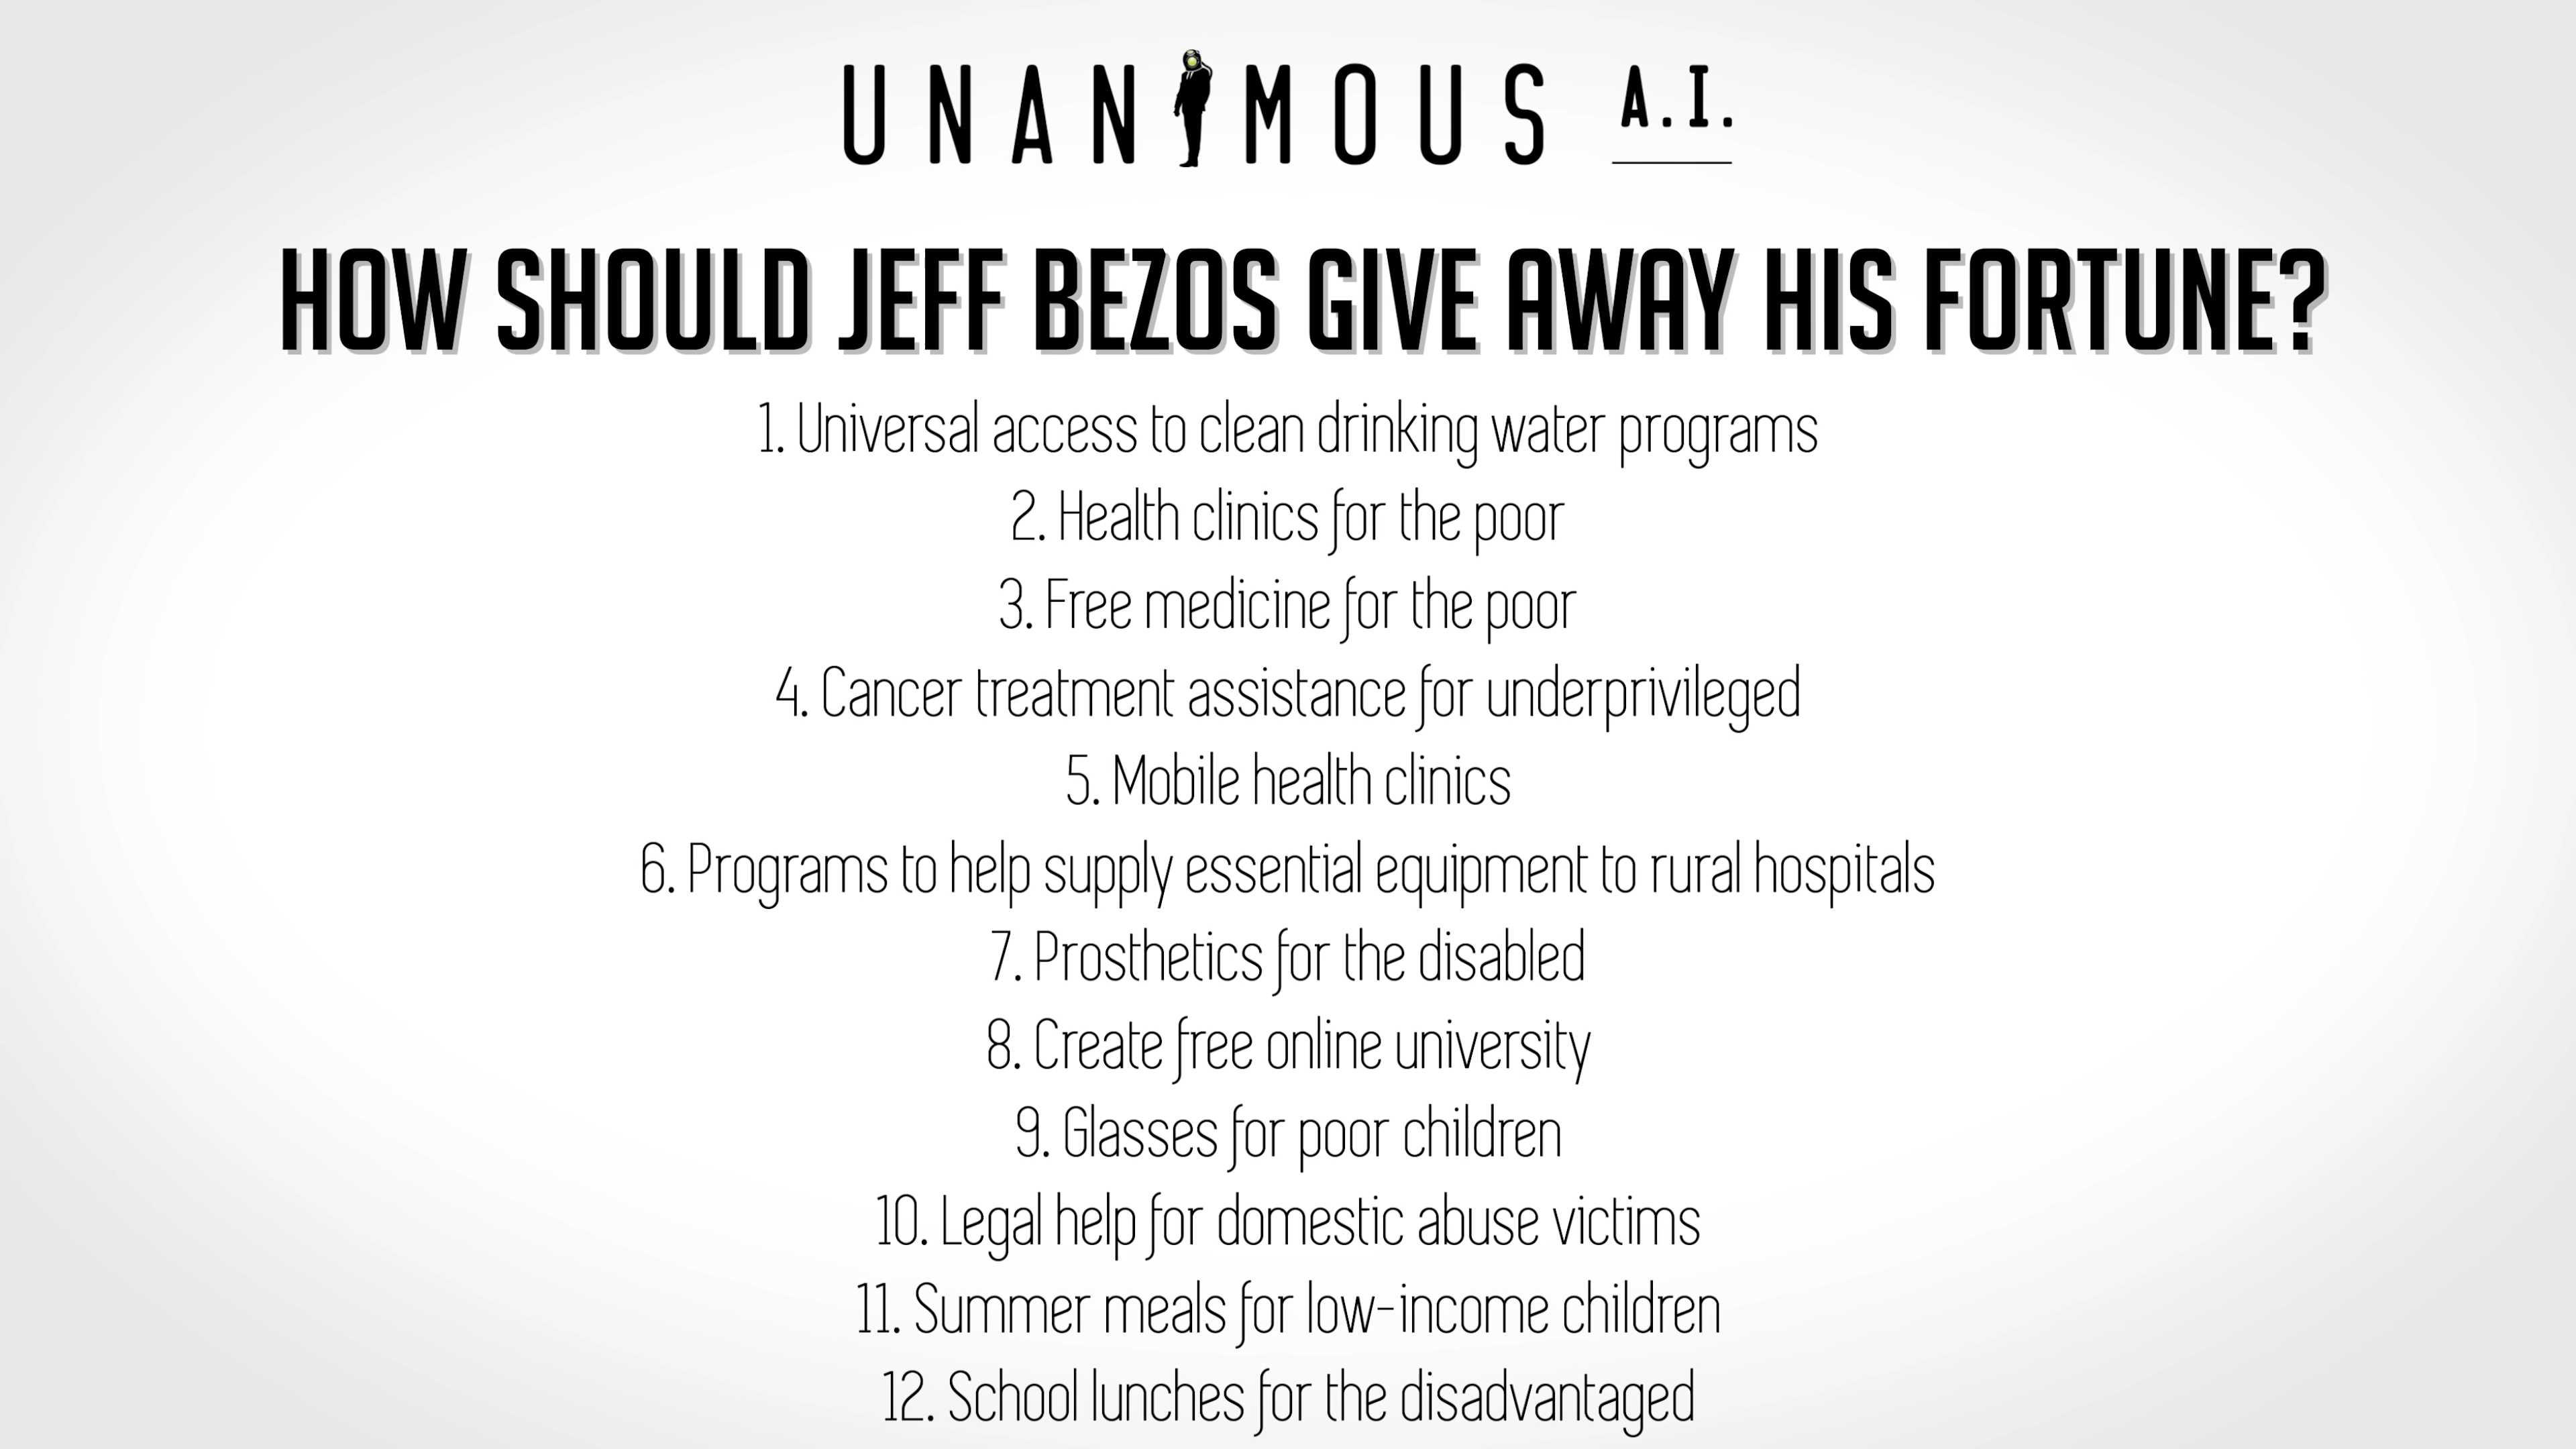 UNANIMOUS A.I.
HOW SHOULD JEFF BEZOS GIVE AWAY HIS FORTUNE?
1. Universal access to clean drinking water programs
2. Health clinics for the poor
3. Free medicine for the poor
4. Cancer treatment assistance for underprivileged
5. Mobile health clinics
6. Programs to help supply essential equipment to rural hospitals
7. Prosthetics for the disabled
8. Create free online university
9. Glasses for poor children
10. Legal help for domestic abuse victims
11. Summer meals for low-income children
12. School lunches for the disadvantaged